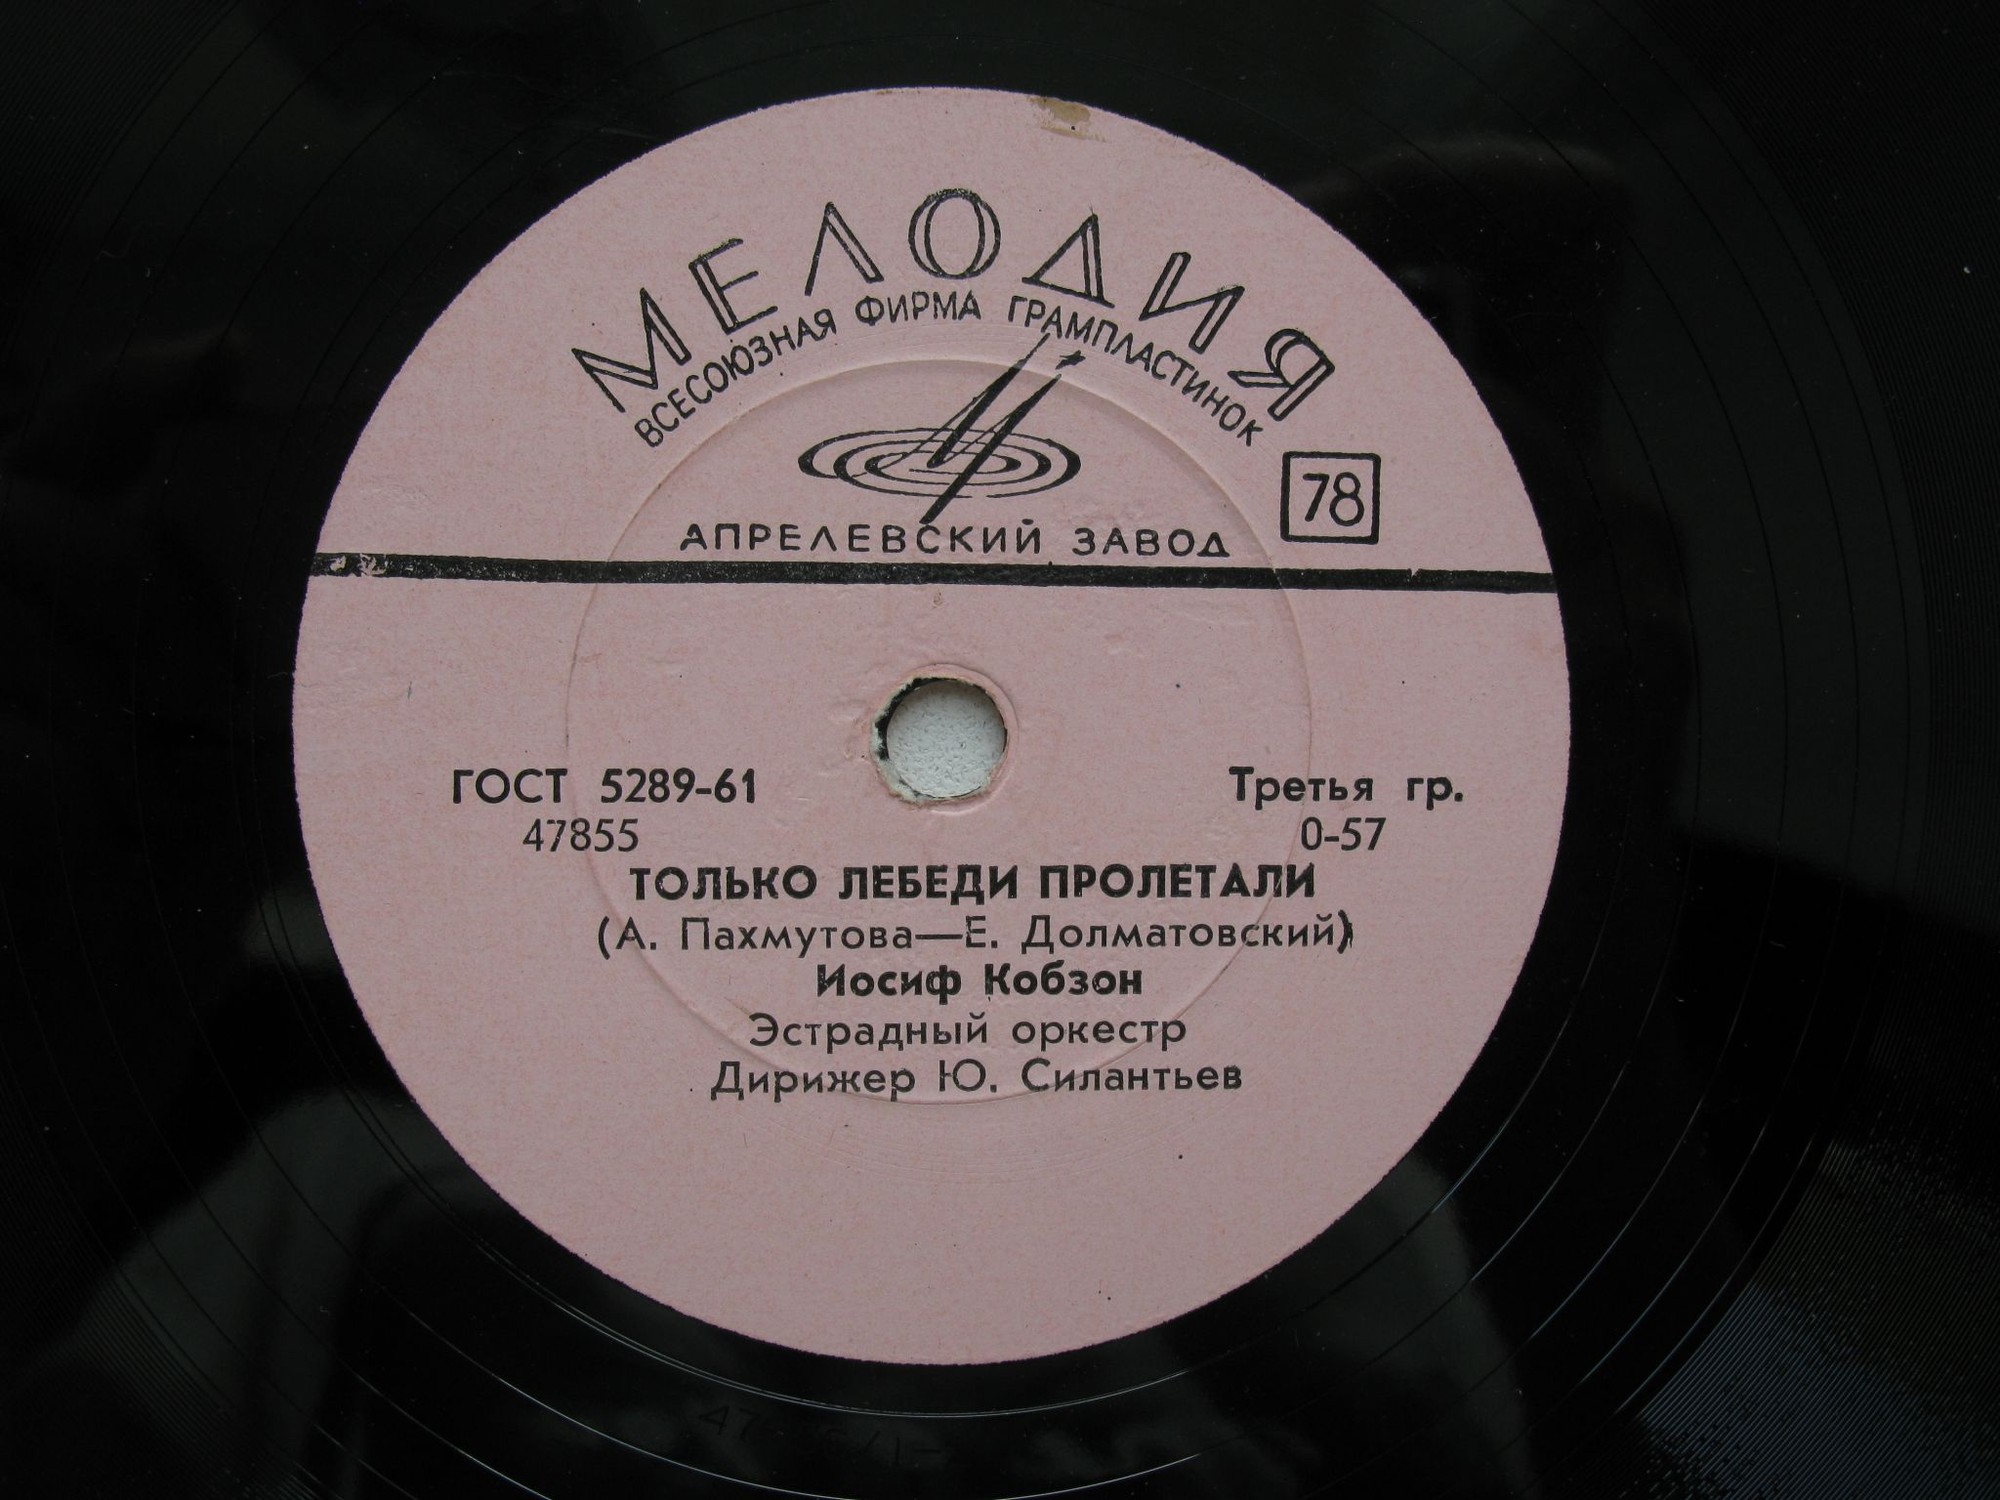 МЕЛОДИЯ
ВСЕСОЮЗНАЯ ФИРМА ГРАМПЛАСТИНОК
78
АПРЕЛЕВСКИЙ ЗАВОД
ГОСТ 5289-61 Третья гр.
47855 0-57
ТОЛЬКО ЛЕБЕДИ ПРОЛЕТАЛИ
(А. Пахмутова—Е. Долматовский)
Иосиф Кобзон
Эстрадный оркестр
Дирижер Ю. Силантьев